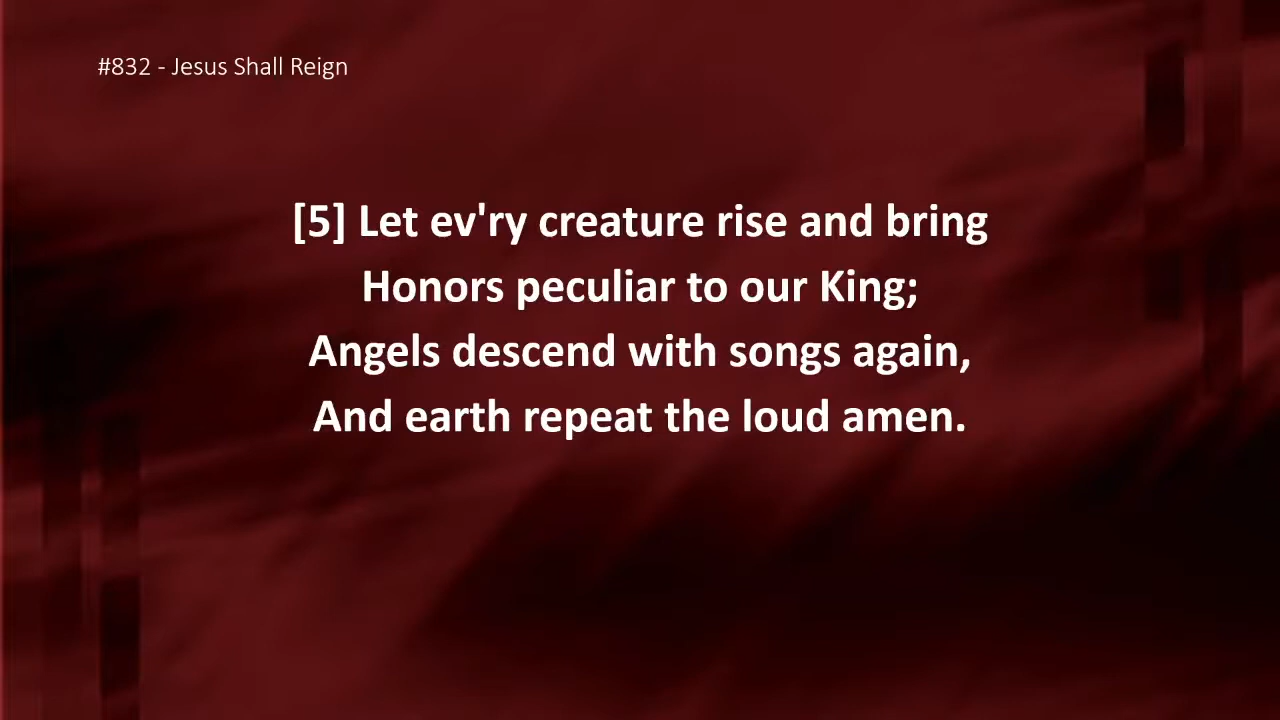 #832 - Jesus Shall Reign
[5] Let ev'ry creature rise and bring
Honors peculiar to our King;
Angels descend with songs again,
And earth repeat the loud amen.